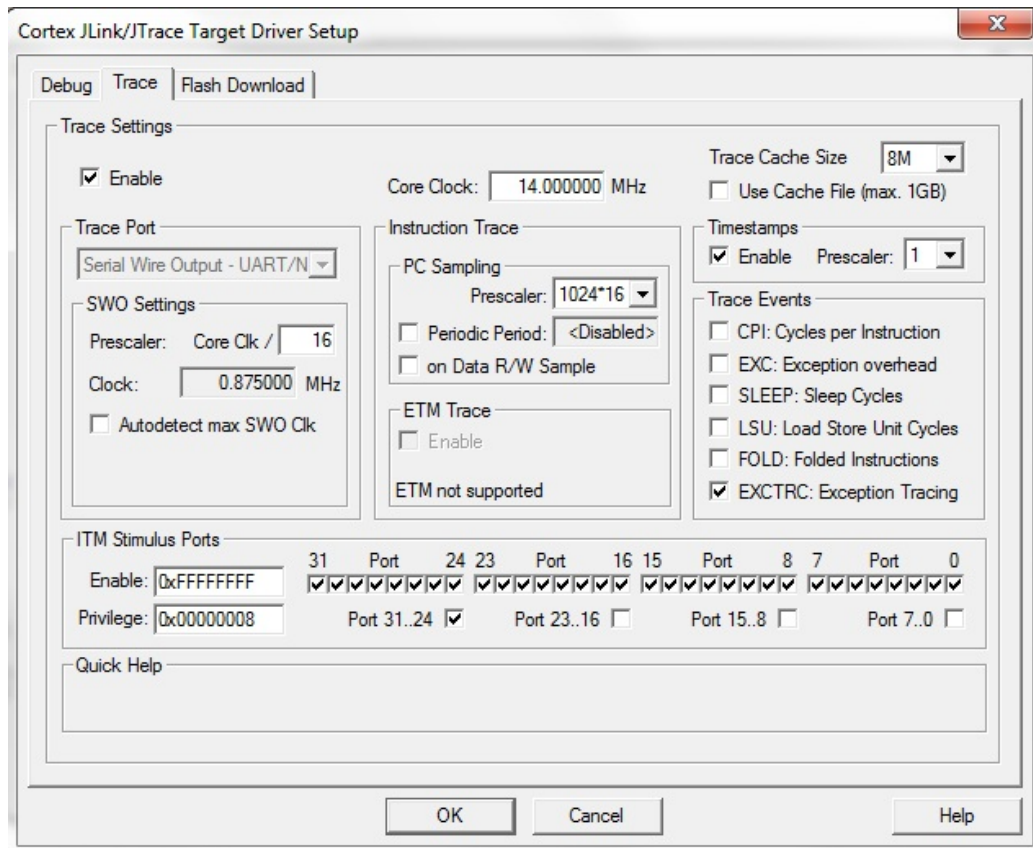 Cortex JLink/JTrace Target Driver Setup
Debug Trace Flash Download
Trace Settings
Enable
Core Clock: 14.000000 MHz
Trace Cache Size 8M
Use Cache File (max. 1GB)
Trace Port
Serial Wire Output - UART/N
SWO Settings
Prescaler: Core Clk / 16
Clock: 0.875000 MHz
Autodetect max SWO Clk
Instruction Trace
PC Sampling
Prescaler: 1024*16
Periodic Period: <Disabled>
on Data R/W Sample
ETM Trace
Enable
ETM not supported
Timestamps
Enable Prescaler: 1
Trace Events
CPI: Cycles per Instruction
EXC: Exception overhead
SLEEP: Sleep Cycles
LSU: Load Store Unit Cycles
FOLD: Folded Instructions
EXCTRC: Exception Tracing
ITM Stimulus Ports
31 Port 24 23 Port 16 15 Port 8 7 Port 0
Enable: 0xFFFFFFFF
Privilege: 0x00000008 Port 31..24 Port 23..16 Port 15..8 Port 7..0
Quick Help
OK Cancel Help